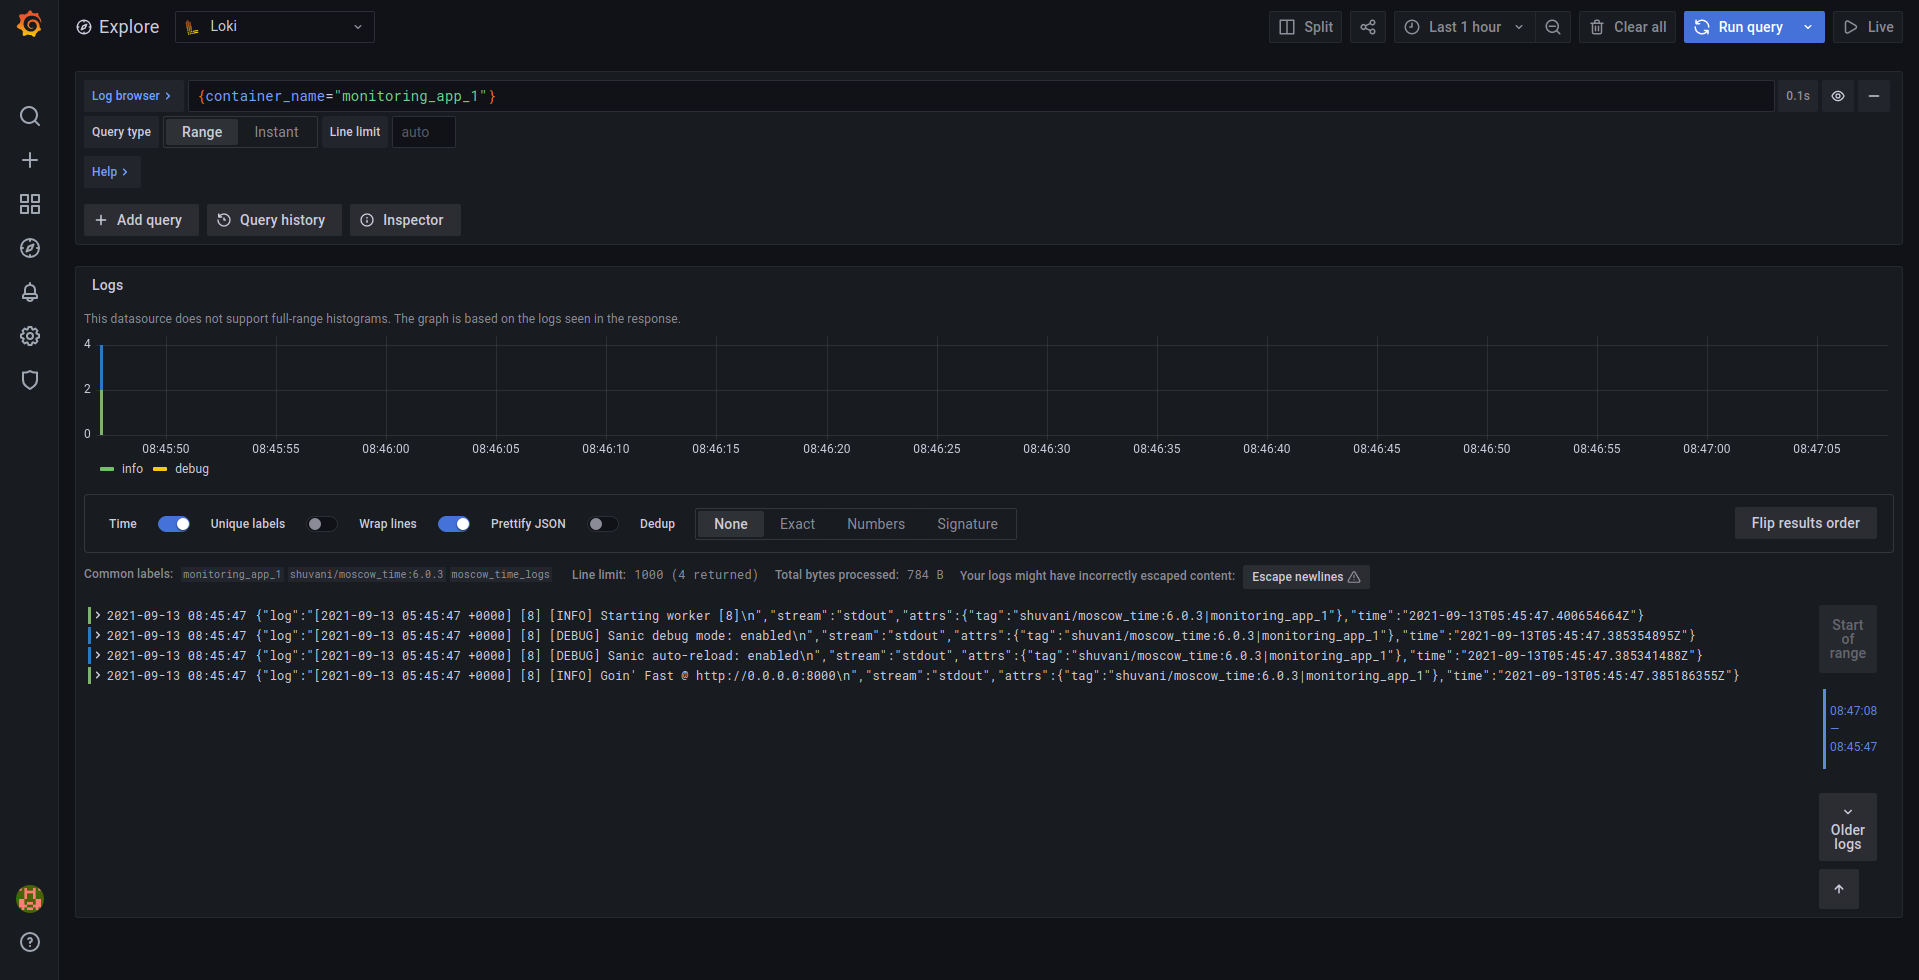 Explore Loki Split Last 1 hour Clear all Run query Live
Log browser > {container_name="monitoring_app_1"} 0.1s
Query type Range Instant Line limit auto
Help >
+ Add query Query history Inspector
Logs
This datasource does not support full-range histograms. The graph is based on the logs seen in the response.
4
2
0
08:45:50 08:45:55 08:46:00 08:46:05 08:46:10 08:46:15 08:46:20 08:46:25 08:46:30 08:46:35 08:46:40 08:46:45 08:46:50 08:46:55 08:47:00 08:47:05
info debug
Time Unique labels Wrap lines Prettify JSON Dedup None Exact Numbers Signature Flip results order
Common labels: monitoring_app_1 shuvani/moscow_time:6.0.3 moscow_time_logs Line limit: 1000 (4 returned) Total bytes processed: 784 B Your logs might have incorrectly escaped content: Escape newlines
> 2021-09-13 08:45:47 {"log":"[2021-09-13 05:45:47 +0000] [8] [INFO] Starting worker [8]\n","stream":"stdout","attrs":{"tag":"shuvani/moscow_time:6.0.3|monitoring_app_1"},"time":"2021-09-13T05:45:47.400654664Z"}
> 2021-09-13 08:45:47 {"log":"[2021-09-13 05:45:47 +0000] [8] [DEBUG] Sanic debug mode: enabled\n","stream":"stdout","attrs":{"tag":"shuvani/moscow_time:6.0.3|monitoring_app_1"},"time":"2021-09-13T05:45:47.385354895Z"}
> 2021-09-13 08:45:47 {"log":"[2021-09-13 05:45:47 +0000] [8] [DEBUG] Sanic auto-reload: enabled\n","stream":"stdout","attrs":{"tag":"shuvani/moscow_time:6.0.3|monitoring_app_1"},"time":"2021-09-13T05:45:47.385341488Z"}
> 2021-09-13 08:45:47 {"log":"[2021-09-13 05:45:47 +0000] [8] [INFO] Goin' Fast @ http://0.0.0.0:8000\n","stream":"stdout","attrs":{"tag":"shuvani/moscow_time:6.0.3|monitoring_app_1"},"time":"2021-09-13T05:45:47.385186355Z"}
Start
of
range
08:47:08
—
08:45:47
Older
logs